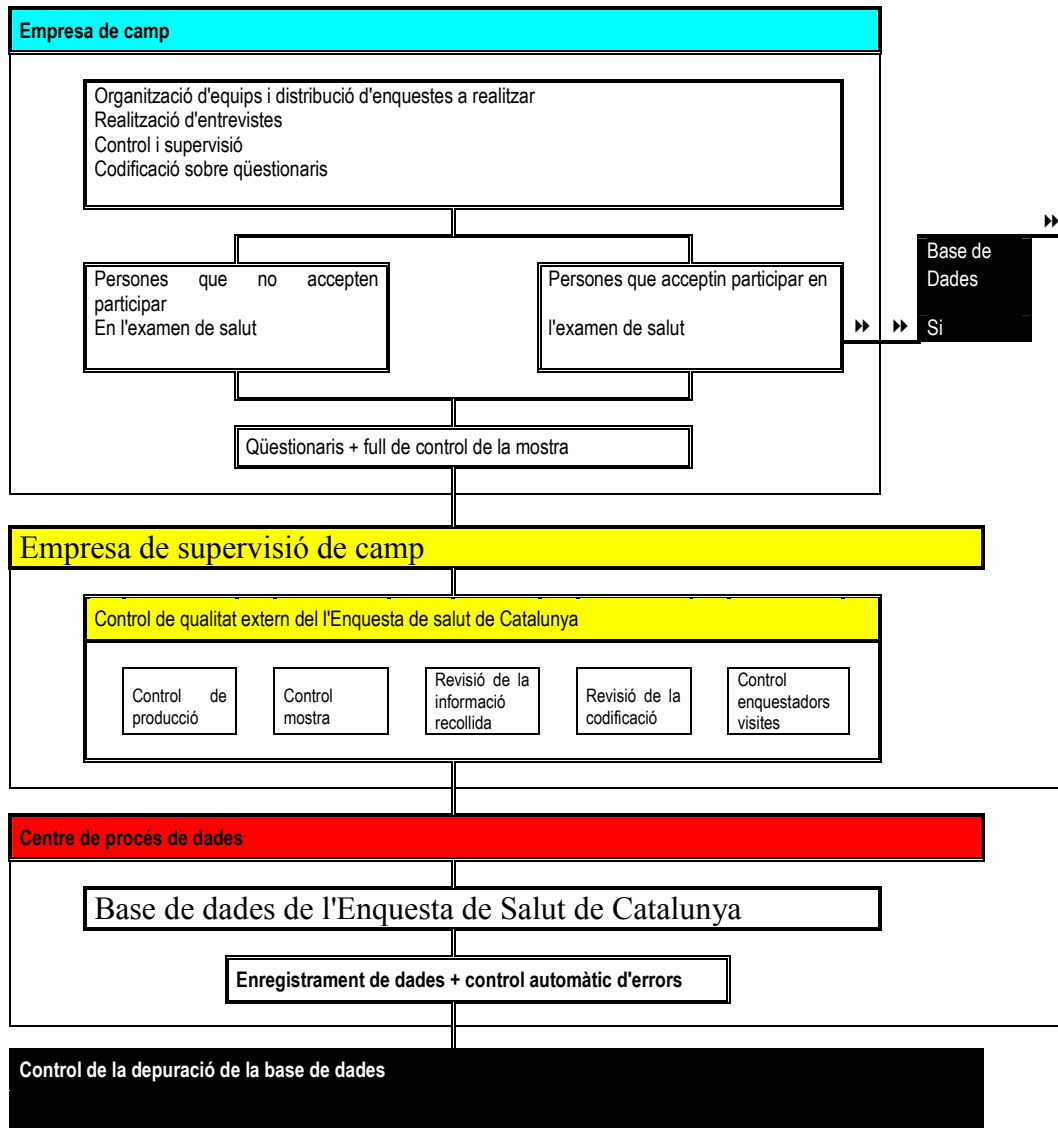 Empresa de camp
Organització d'equips i distribució d'enquestes a realitzar
Realització d'entrevistes
Control i supervisió
Codificació sobre qüestionaris
Persones que no accepten
participar
En l'examen de salut
Persones que acceptin participar en
l'examen de salut
Base de
Dades
Si
Qüestionaris + full de control de la mostra
Empresa de supervisió de camp
Control de qualitat extern del l'Enquesta de salut de Catalunya
Control de
producció
Control
mostra
Revisió de la
informació
recollida
Revisió de la
codificació
Control
enquestadors
visites
Centre de procés de dades
Base de dades de l'Enquesta de Salut de Catalunya
Enregistrament de dades + control automàtic d'errors
Control de la depuració de la base de dades